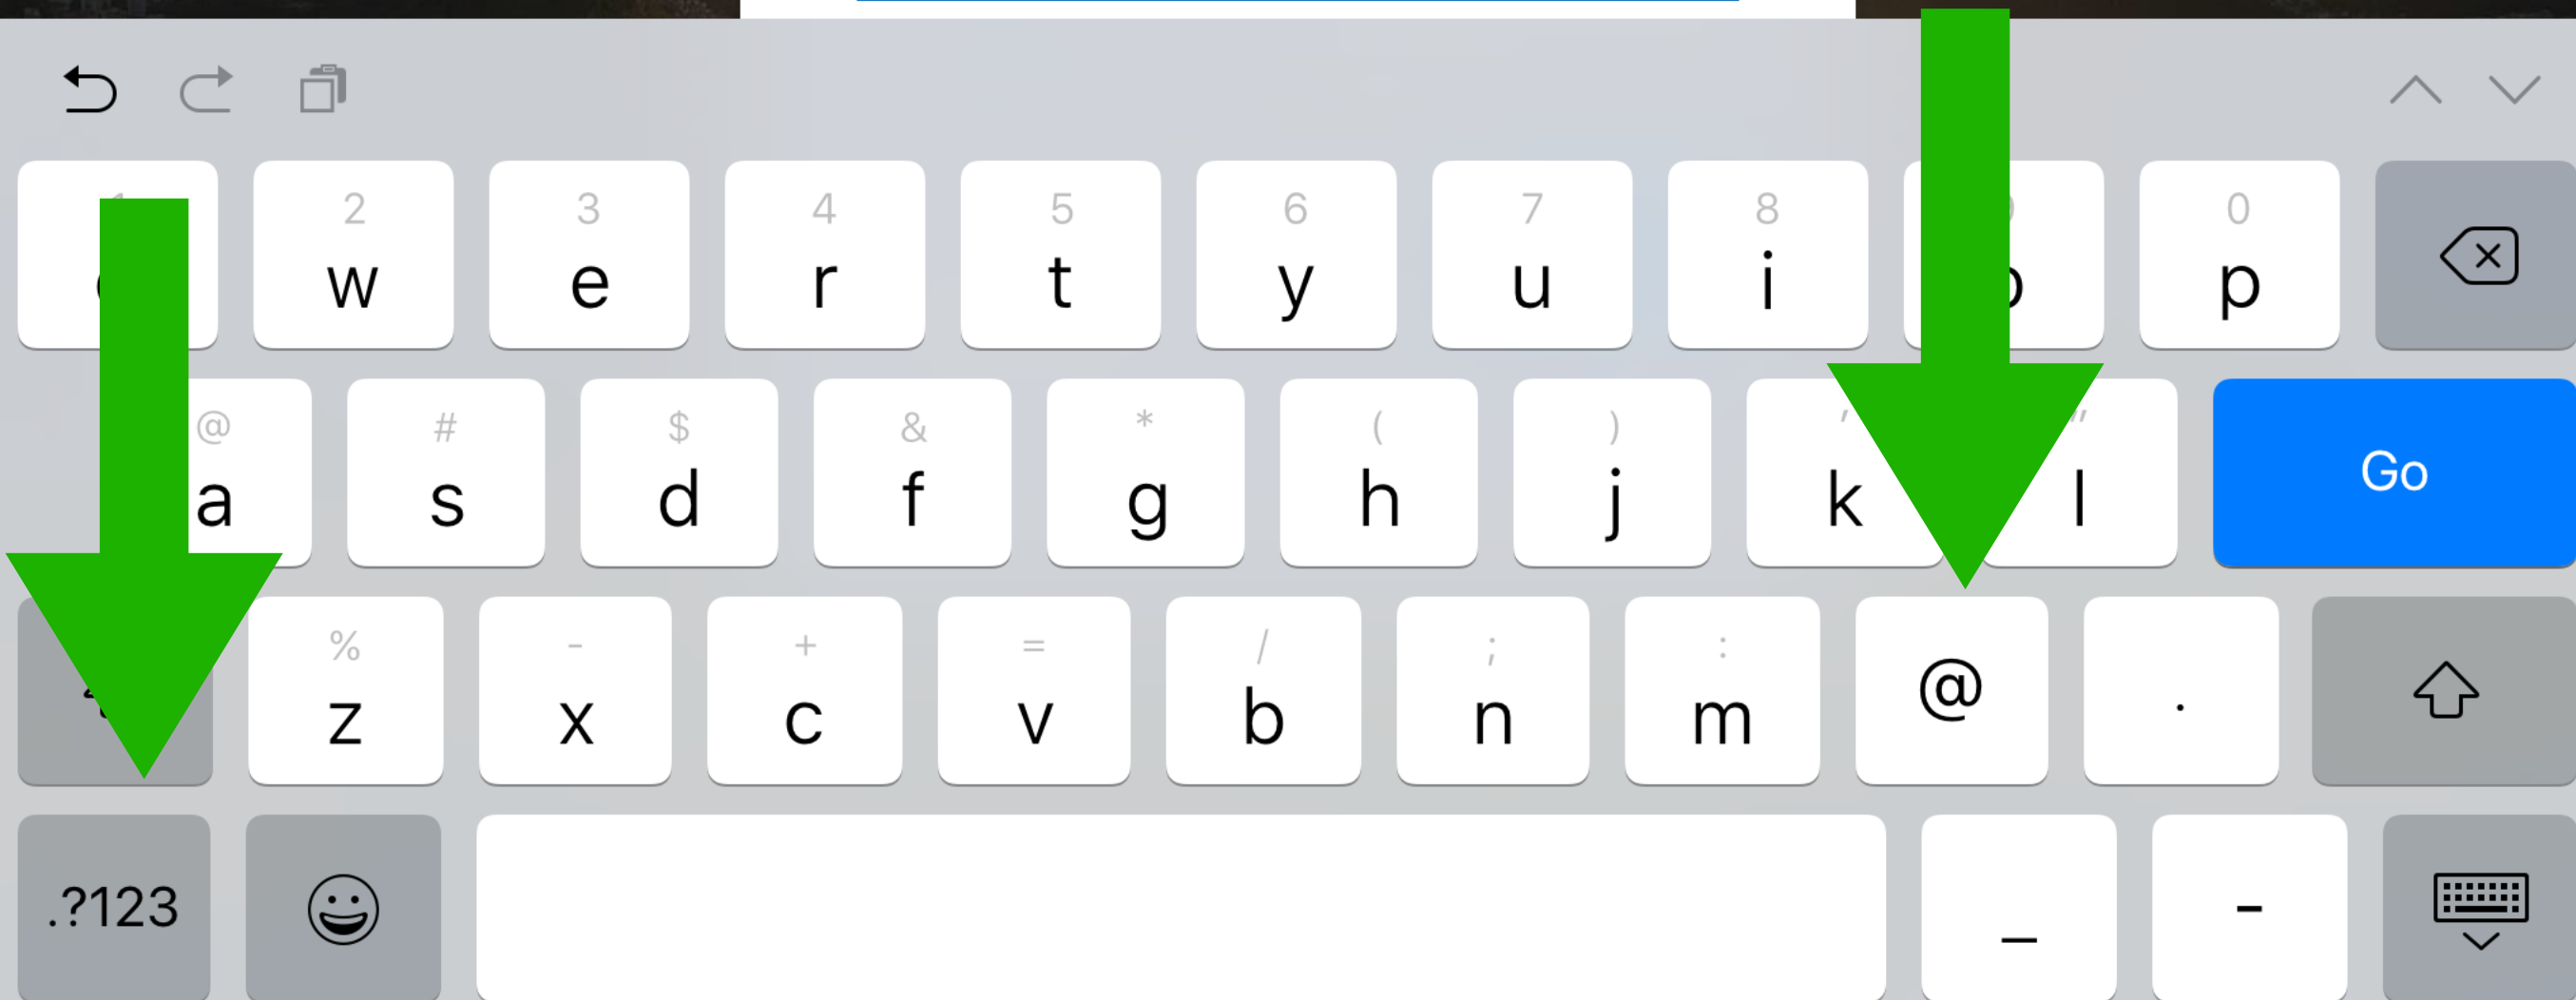 2 3 4 5 6 7 8 0
w e r t y u i p
@ # $ & * ( )
a s d f g h j k l Go
% - + = / ; :
z x c v b n m @ .
.?123 _ -